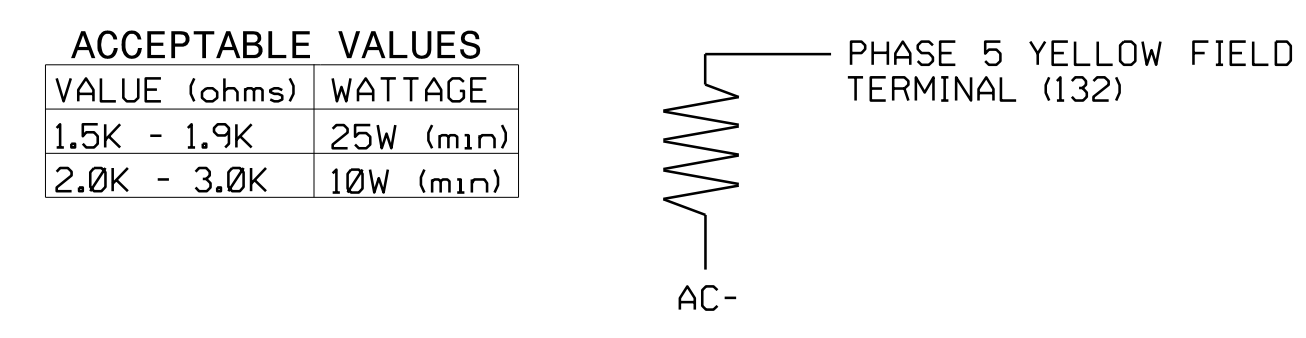 ACCEPTABLE VALUES
VALUE (ohms) WATTAGE
1.5K - 1.9K 25W (min)
2.0K - 3.0K 10W (min)
PHASE 5 YELLOW FIELD
TERMINAL (132)
AC-